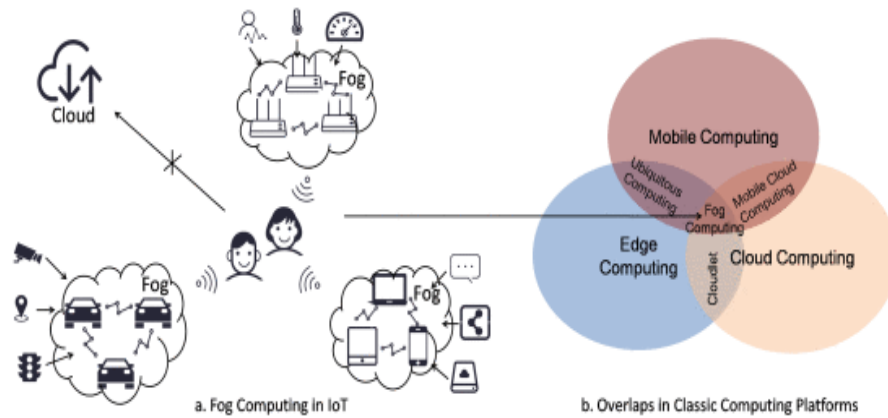 Cloud
Fog
Fog
Fog
a. Fog Computing in IoT
Mobile Computing
Ubiquitous
Computing
Mobile Cloud
Computing
Fog
Computing
Edge
Computing
Cloud Computing
Cloudlet
b. Overlaps in Classic Computing Platforms